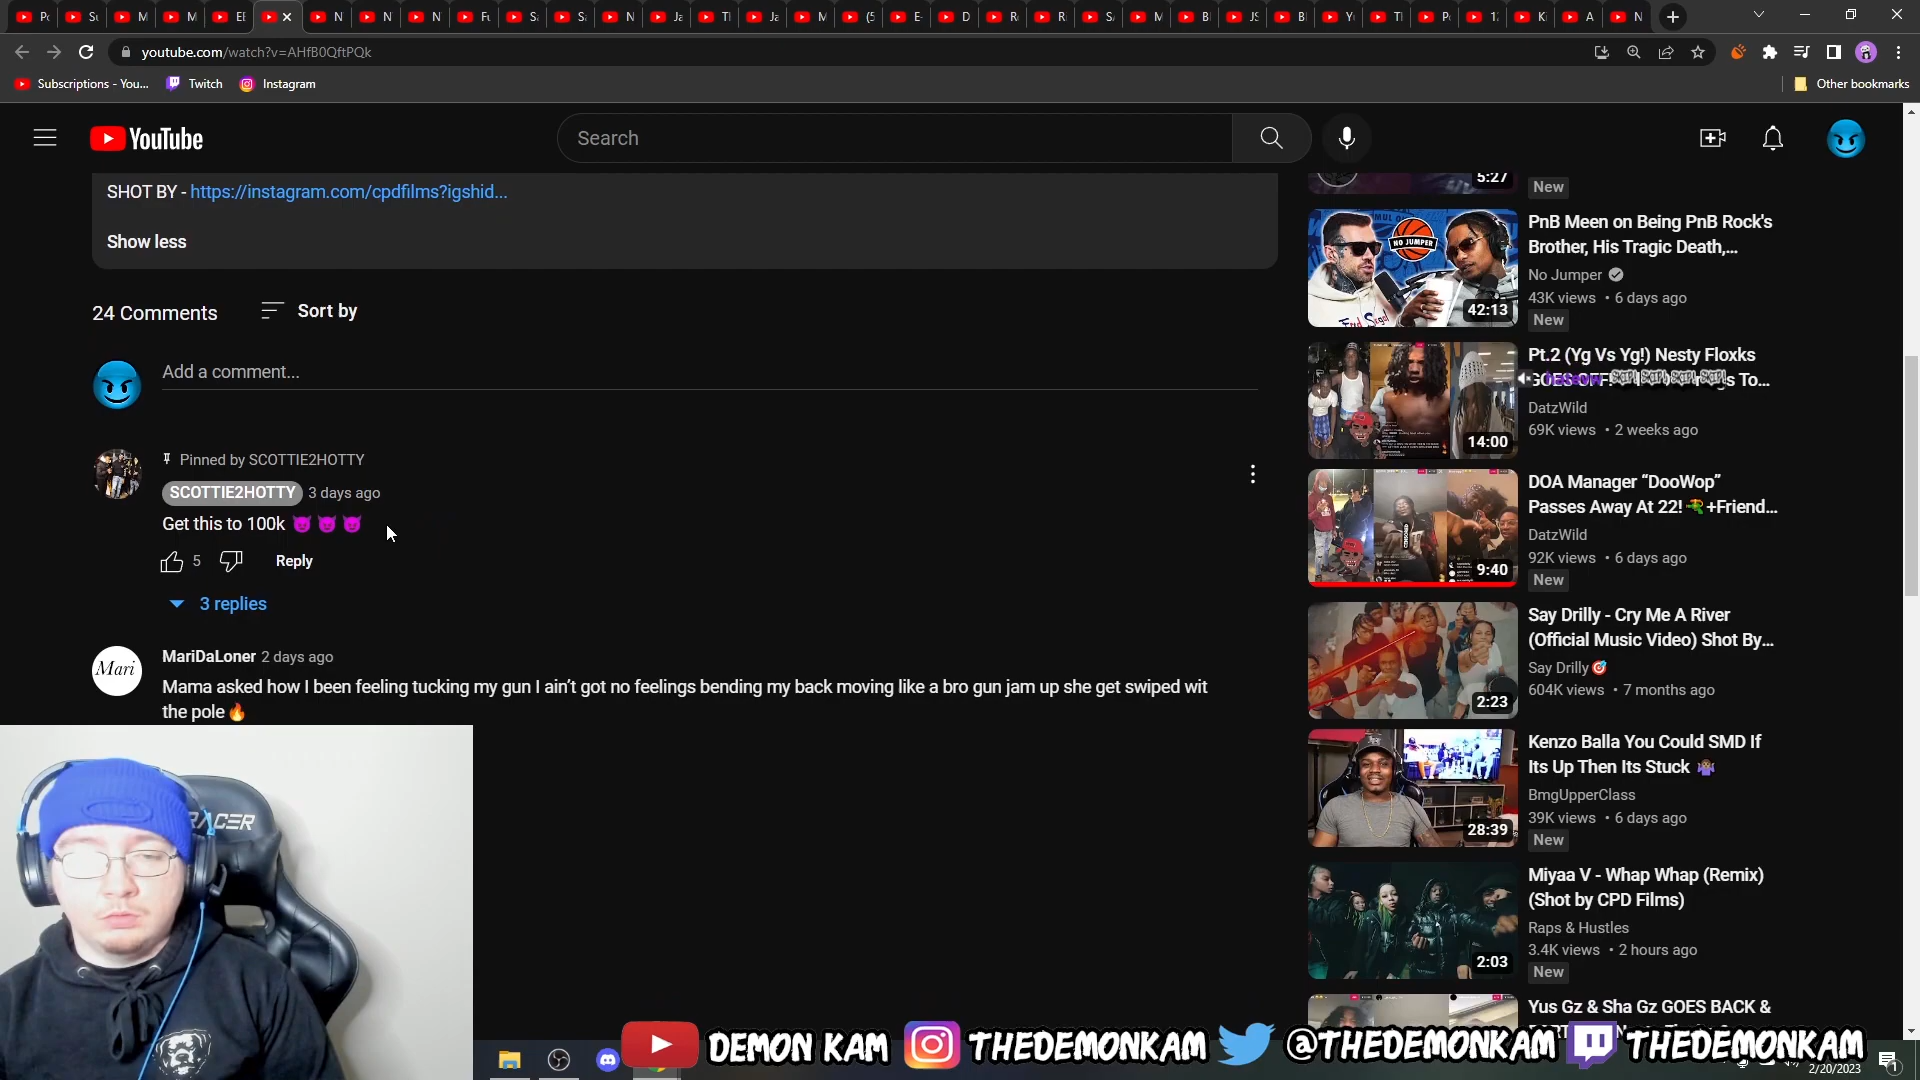 youtube.com/watch?v=AHfB0QftPQk
Subscriptions - You...
Twitch
Instagram
Other bookmarks
YouTube
Search
SHOT BY - https://instagram.com/cpdfilms?igshid...
Show less
24 Comments
Sort by
Add a comment...
Pinned by SCOTTIE2HOTTY
SCOTTIE2HOTTY 3 days ago
Get this to 100k 😈 😈 😈
5
Reply
3 replies
Mari
MariDaLoner 2 days ago
Mama asked how I been feeling tucking my gun I ain’t got no feelings bending my back moving like a bro gun jam up she get swiped wit
the pole🔥
RACER
5:27
New
NO JUMPER
42:13
PnB Meen on Being PnB Rock's
Brother, His Tragic Death,...
No Jumper
43K views • 6 days ago
New
14:00
Pt.2 (Yg Vs Yg!) Nesty Floxks
GOES OFF!
To...
DatzWild
69K views • 2 weeks ago
9:40
DOA Manager “DooWop”
Passes Away At 22! 🔫+Friend...
DatzWild
92K views • 6 days ago
New
2:23
Say Drilly - Cry Me A River
(Official Music Video) Shot By...
Say Drilly🎯
604K views • 7 months ago
28:39
Kenzo Balla You Could SMD If
Its Up Then Its Stuck 🤷🏾‍♂️
BmgUpperClass
39K views • 6 days ago
New
2:03
Miyaa V - Whap Whap (Remix)
(Shot by CPD Films)
Raps & Hustles
3.4K views • 2 hours ago
New
Yus Gz & Sha Gz GOES BACK &
DEMON KAM
THEDEMONKAM
@THEDEMONKAM
THEDEMONKAM
2/20/2023
1